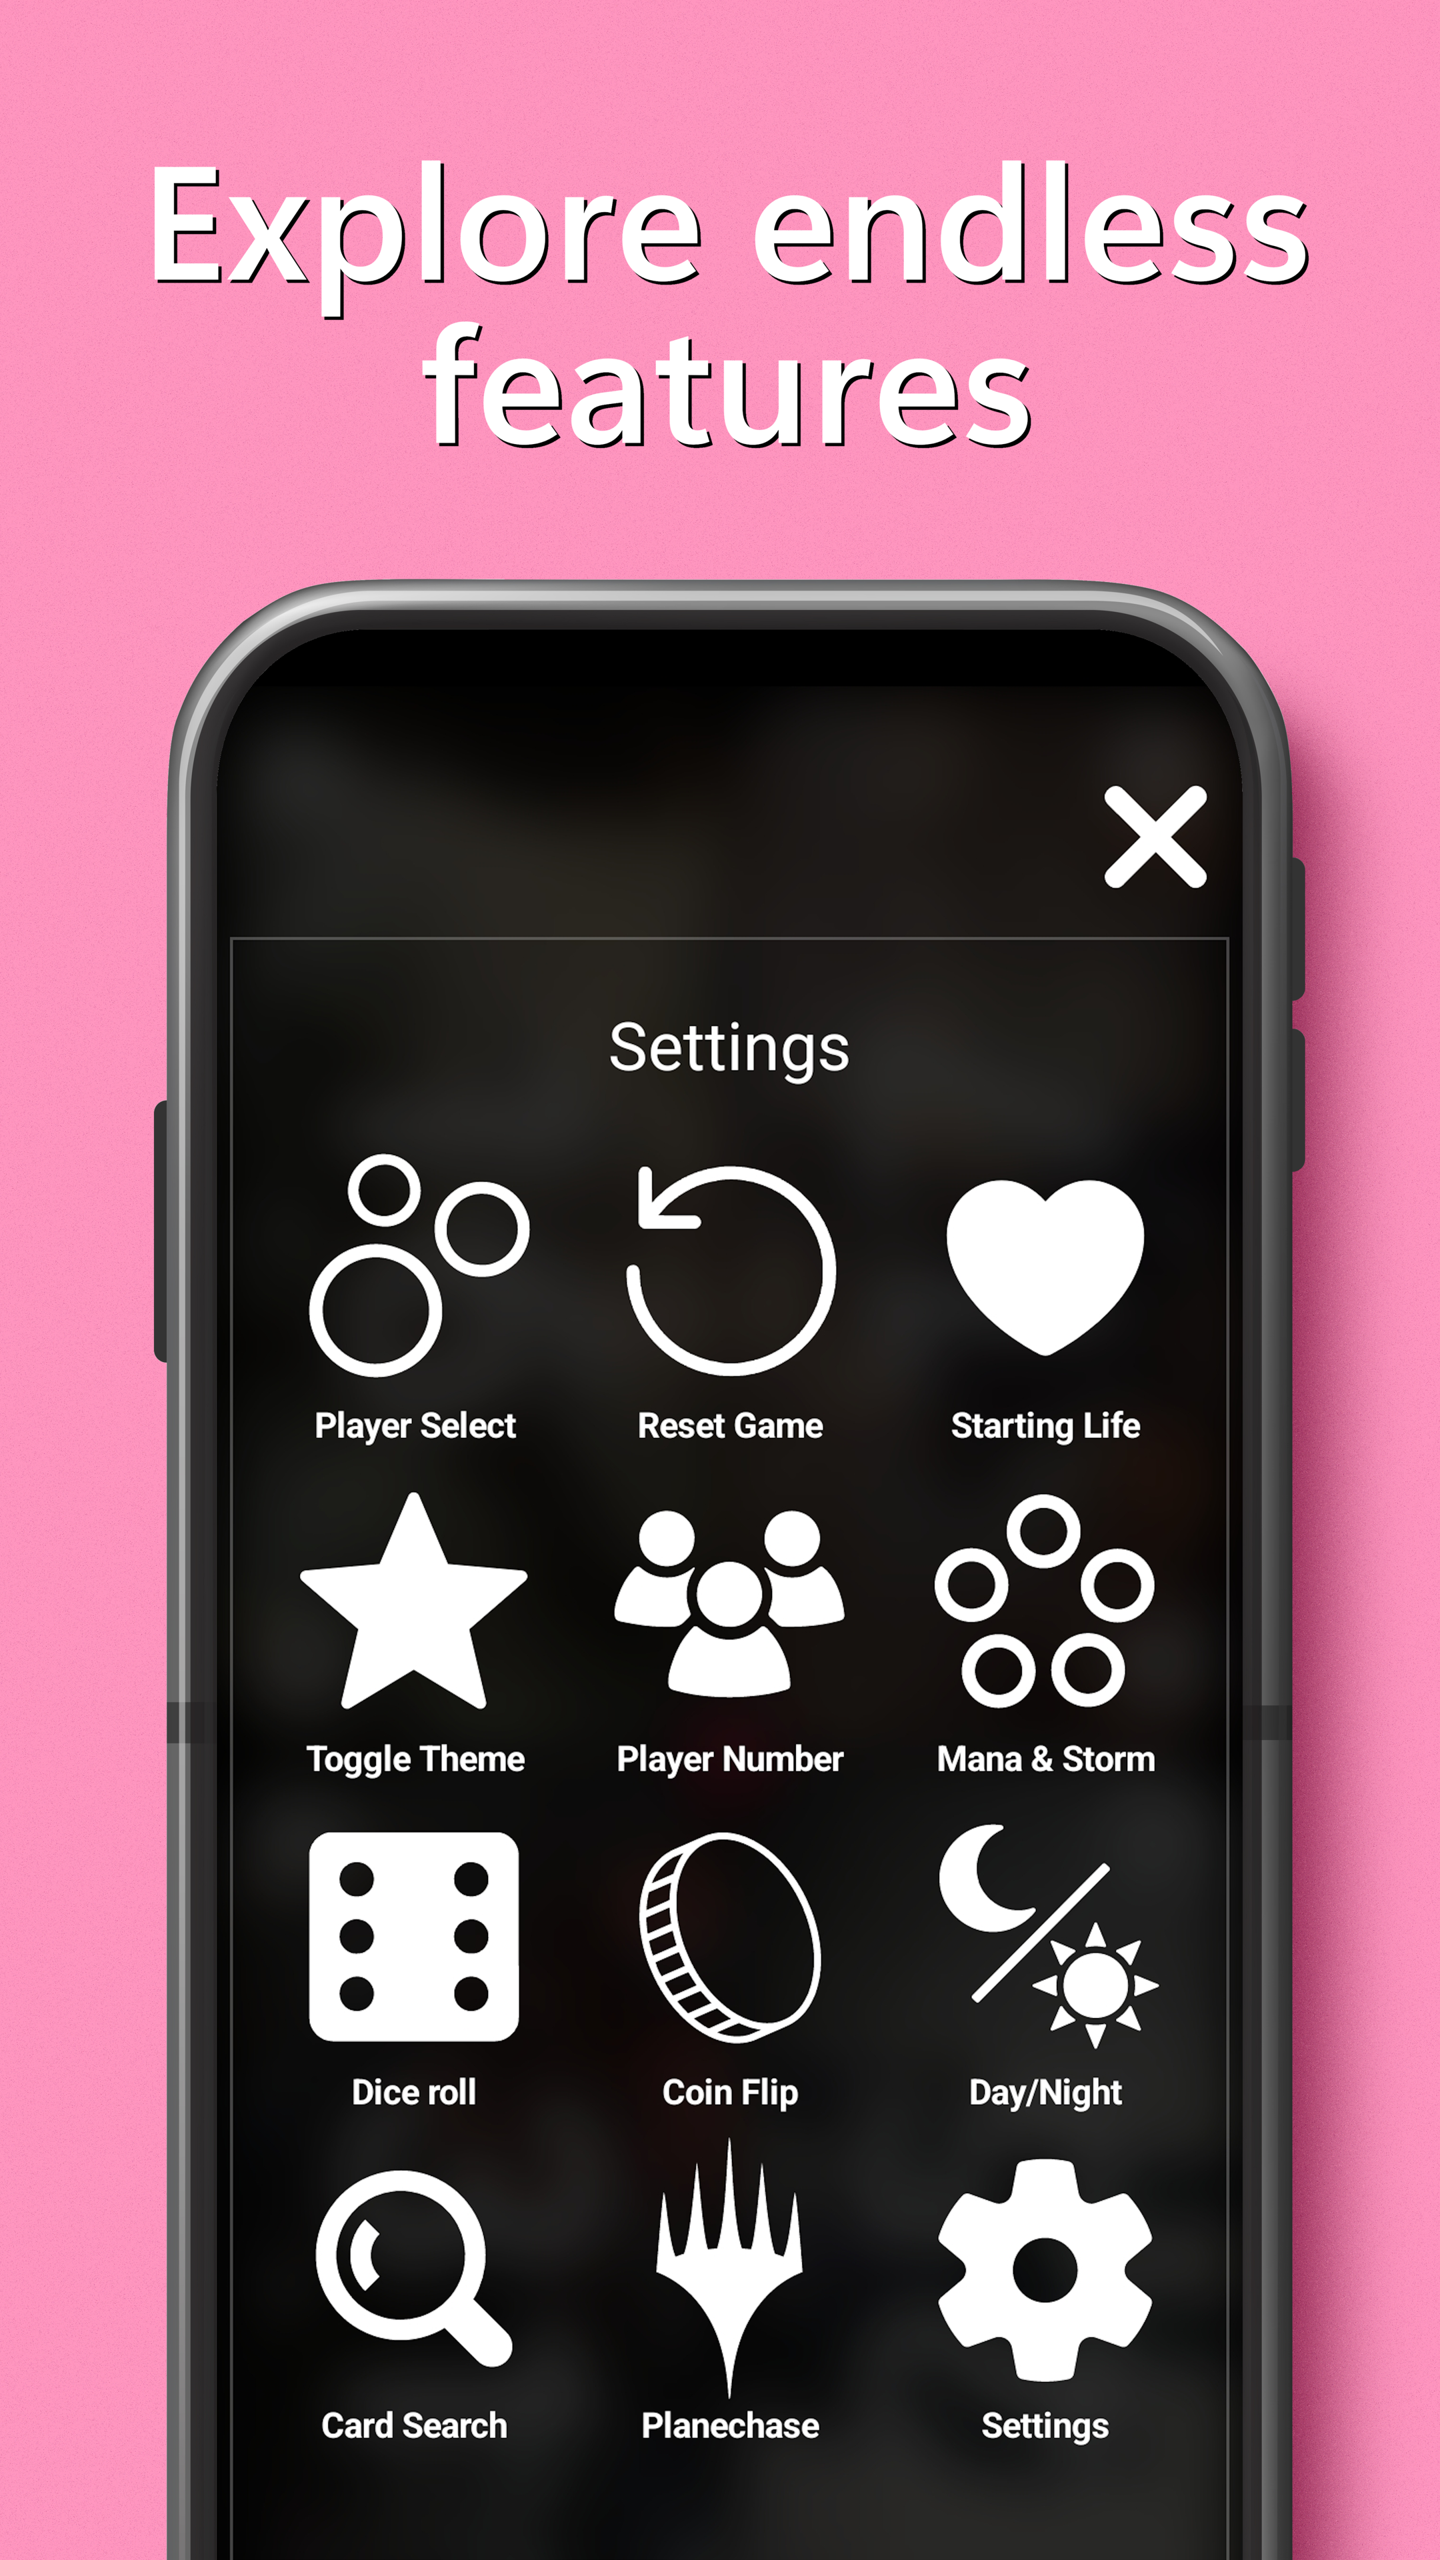 Explore endless
features
Settings
Player Select
Reset Game
Starting Life
Toggle Theme
Player Number
Mana & Storm
Dice roll
Coin Flip
Day/Night
Card Search
Planechase
Settings